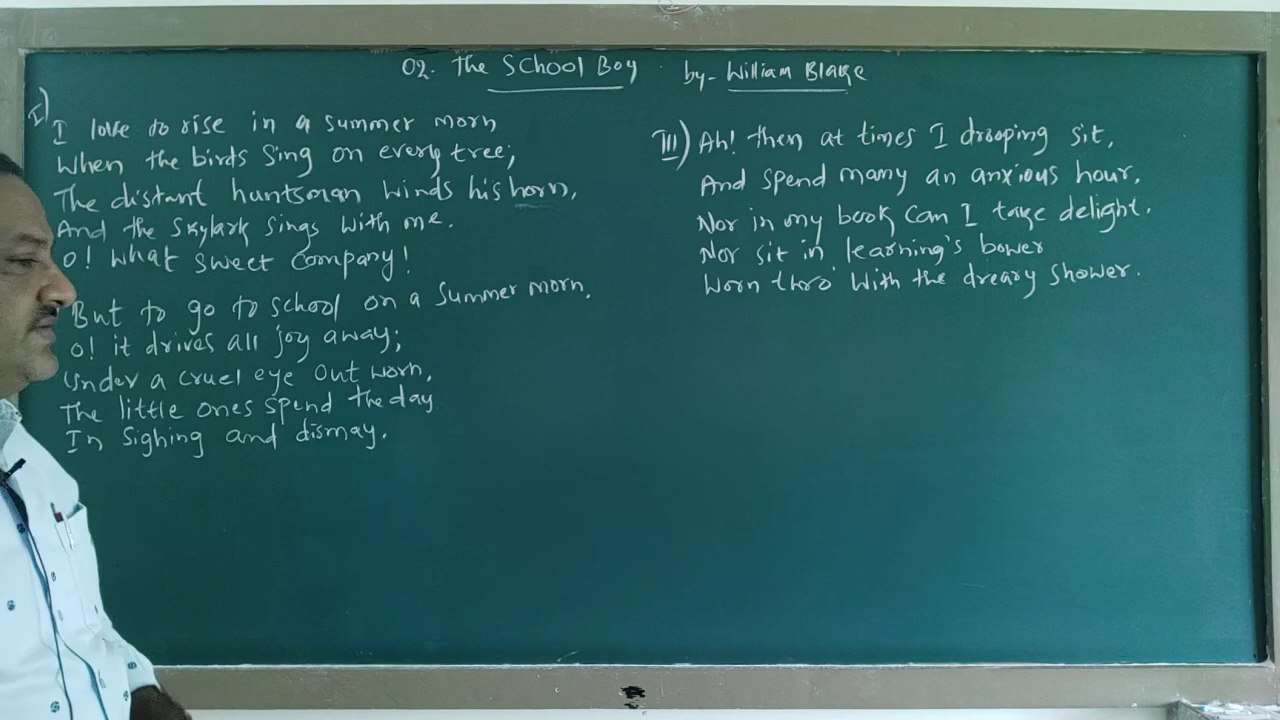 02. The School Boy by- William Blake
I)
I love to rise in a summer morn
When the birds sing on every tree;
The distant huntsman winds his horn,
And the skylark sings with me.
O! what sweet company!
But to go to school on a summer morn,
O! it drives all joy away;
Under a cruel eye out worn,
The little ones spend the day
In sighing and dismay.
III) Ah! then at times I drooping sit,
And spend many an anxious hour,
Nor in my book can I take delight,
Nor sit in learning's bower
Worn thro' with the dreary shower.